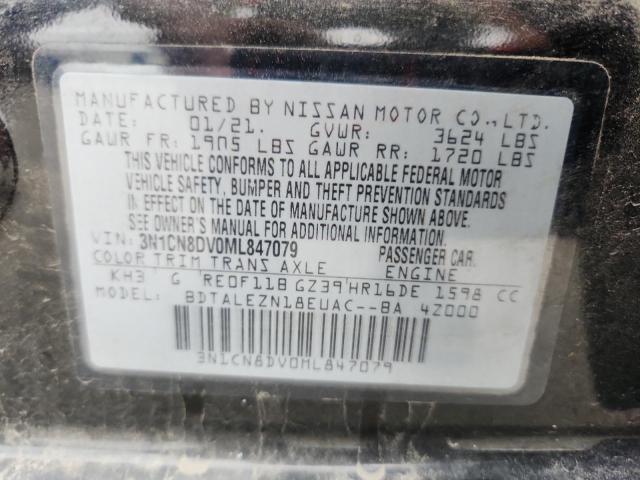 MANUFACTURED BY NISSAN MOTOR CO.,LTD.
DATE: 01/21. GVWR: 3624 LBS
GAWR FR: 1905 LBS GAWR RR: 1720 LBS
THIS VEHICLE CONFORMS TO ALL APPLICABLE FEDERAL MOTOR
VEHICLE SAFETY, BUMPER AND THEFT PREVENTION STANDARDS
IN EFFECT ON THE DATE OF MANUFACTURE SHOWN ABOVE.
SEE OWNER'S MANUAL FOR ADDITIONAL INFORMATION.
VIN: 3N1CN8DV0ML847079 PASSENGER CAR.
COLOR TRIM TRANS AXLE ENGINE
KH3 G RE0F11B GZ39 HR16DE 1598 CC
MODEL: BDTALEZN18EUAC--BA 4Z000
3N1CN8DV0ML847079